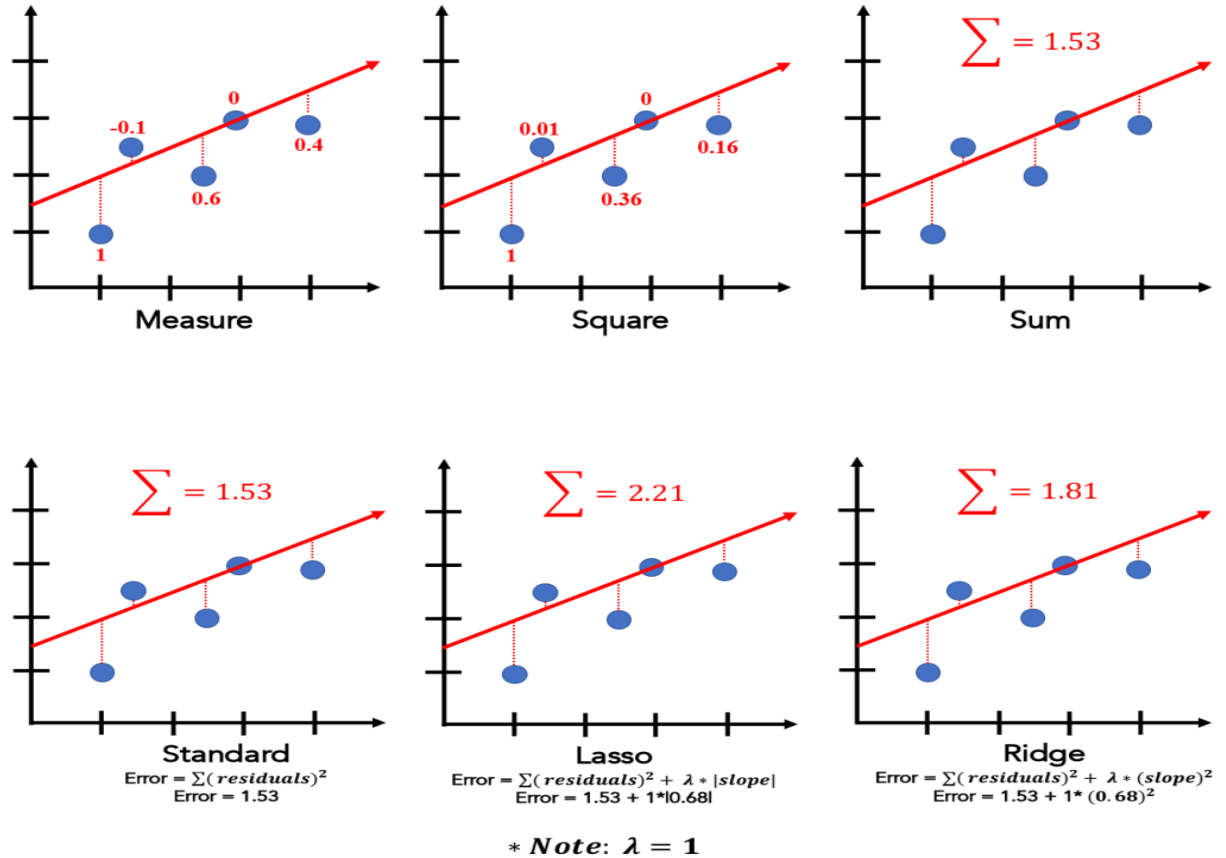 0
-0.1
0.4
0.6
1
Measure
0
0.01
0.16
0.36
1
Square
∑ = 1.53
Sum
∑ = 1.53
Standard
Error = ∑(residuals)²
Error = 1.53
∑ = 2.21
Lasso
Error = ∑(residuals)² + λ * |slope|
Error = 1.53 + 1*|0.68|
∑ = 1.81
Ridge
Error = ∑(residuals)² + λ * (slope)²
Error = 1.53 + 1* (0.68)²
* Note: λ = 1